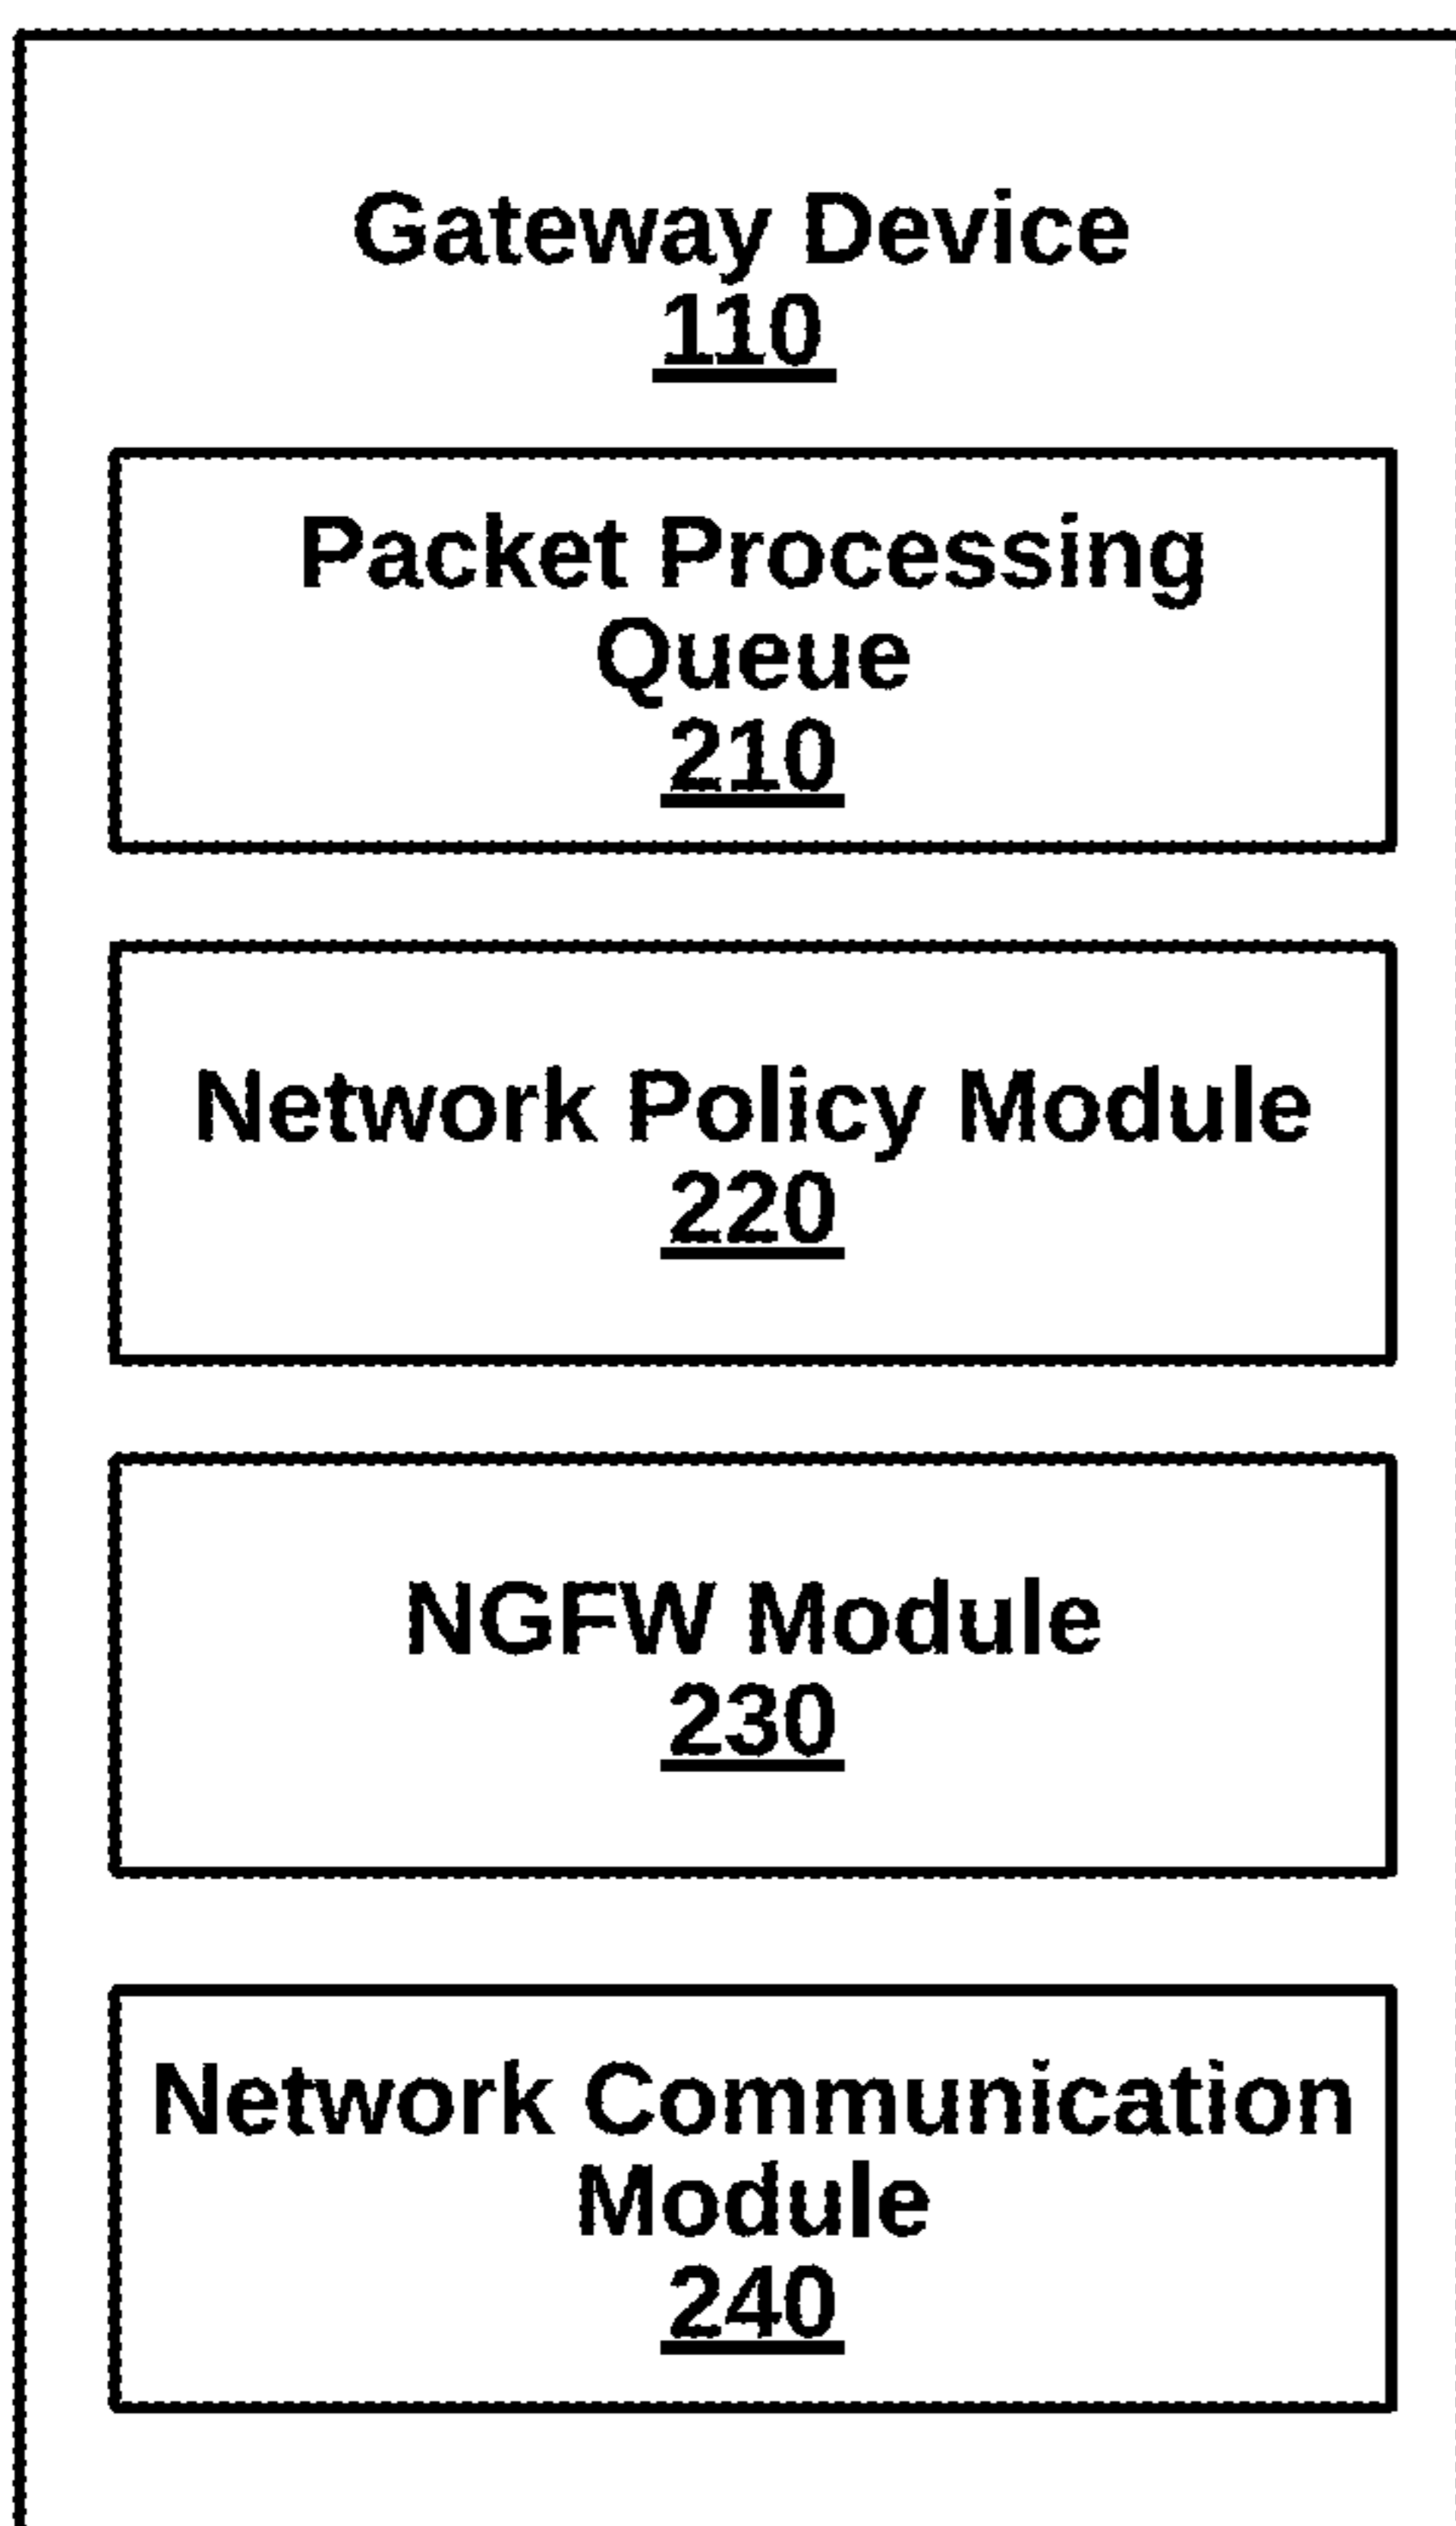 Gateway Device
110
Packet Processing
Queue
210
Network Policy Module
220
NGFW Module
230
Network Communication
Module
240